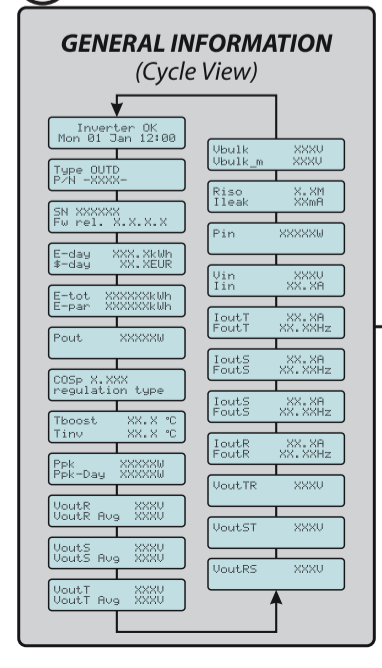 GENERAL INFORMATION
(Cycle View)
Inverter OK
Mon 01 Jan 12:00
Type OUTD
P/N -XXXX-
SN XXXXXX
Fw rel. X.X.X.X
E-day XXX.XkWh
$-day XX.XEUR
E-tot XXXXXXkWh
E-par XXXXXXkWh
Pout XXXXXW
COSp X.XXX
regulation type
Tboost XX.X °C
Tinv XX.X °C
Ppk XXXXXW
Ppk-Day XXXXXW
VoutR XXXV
VoutR Avg XXXV
VoutS XXXV
VoutS Avg XXXV
VoutT XXXV
VoutT Avg XXXV
Vbulk XXXV
Vbulk_m XXXV
Riso X.XM
Ileak XXmA
Pin XXXXXW
Vin XXXV
Iin XX.XA
IoutT XX.XA
FoutT XX.XXHz
IoutS XX.XA
FoutS XX.XXHz
IoutS XX.XA
FoutS XX.XXHz
IoutR XX.XA
FoutR XX.XXHz
VoutTR XXXV
VoutST XXXV
VoutRS XXXV